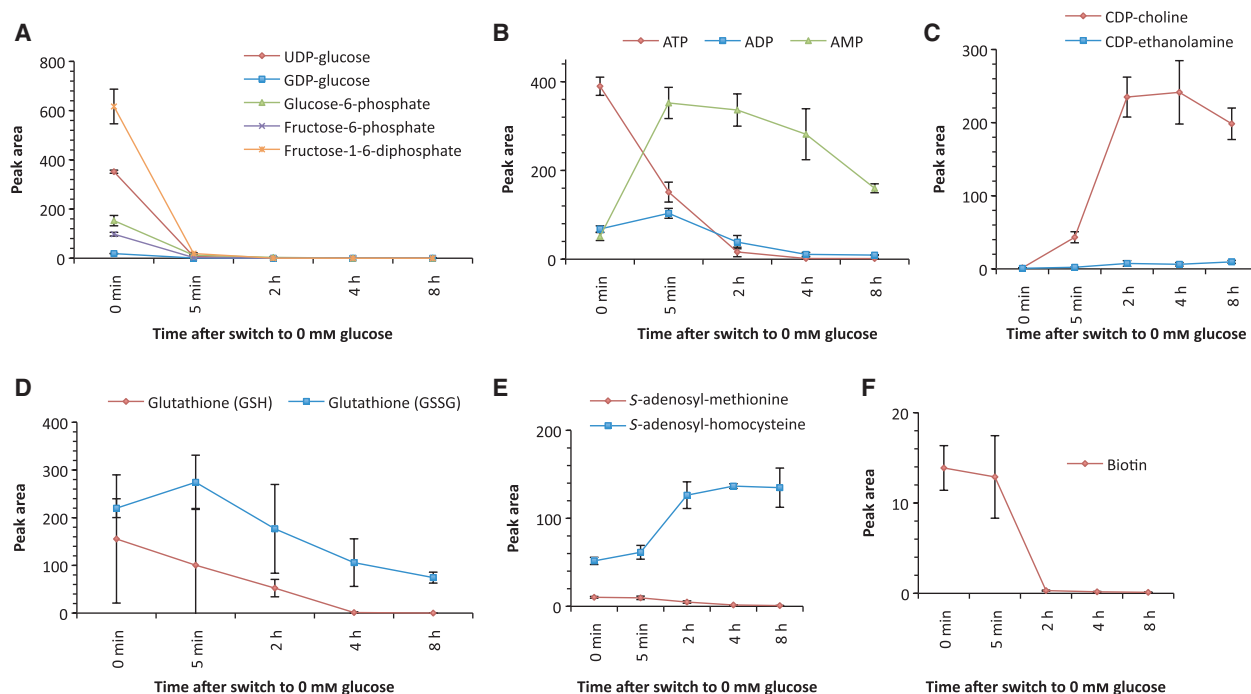 A
UDP-glucose
GDP-glucose
Glucose-6-phosphate
Fructose-6-phosphate
Fructose-1-6-diphosphate
Peak area
800
600
400
200
0
0 min
5 min
2 h
4 h
8 h
Time after switch to 0 mM glucose
B
ATP
ADP
AMP
Peak area
400
200
0
0 min
5 min
2 h
4 h
8 h
Time after switch to 0 mM glucose
C
CDP-choline
CDP-ethanolamine
Peak area
300
200
100
0
0 min
5 min
2 h
4 h
8 h
Time after switch to 0 mM glucose
D
Glutathione (GSH)
Glutathione (GSSG)
Peak area
400
300
200
100
0
0 min
5 min
2 h
4 h
8 h
Time after switch to 0 mM glucose
E
S-adenosyl-methionine
S-adenosyl-homocysteine
Peak area
200
100
0
0 min
5 min
2 h
4 h
8 h
Time after switch to 0 mM glucose
F
Biotin
Peak area
20
10
0
0 min
5 min
2 h
4 h
8 h
Time after switch to 0 mM glucose